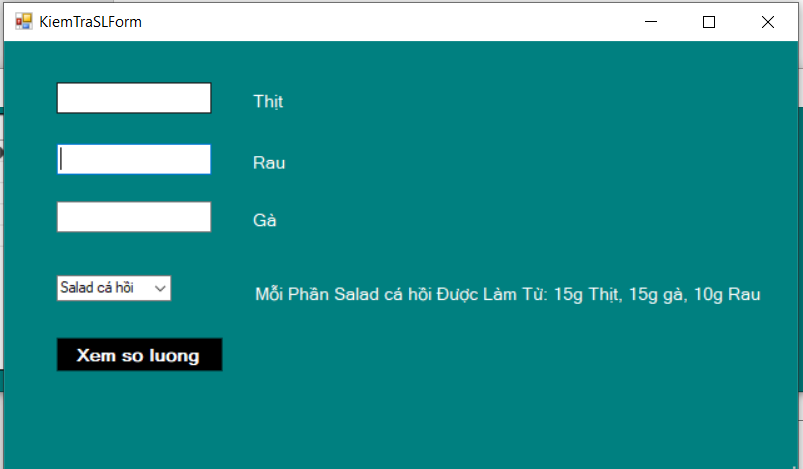 KiemTraSLForm
Thịt
Rau
Gà
Salad cá hồi
Mỗi Phần Salad cá hồi Được Làm Từ: 15g Thịt, 15g gà, 10g Rau
Xem so luong